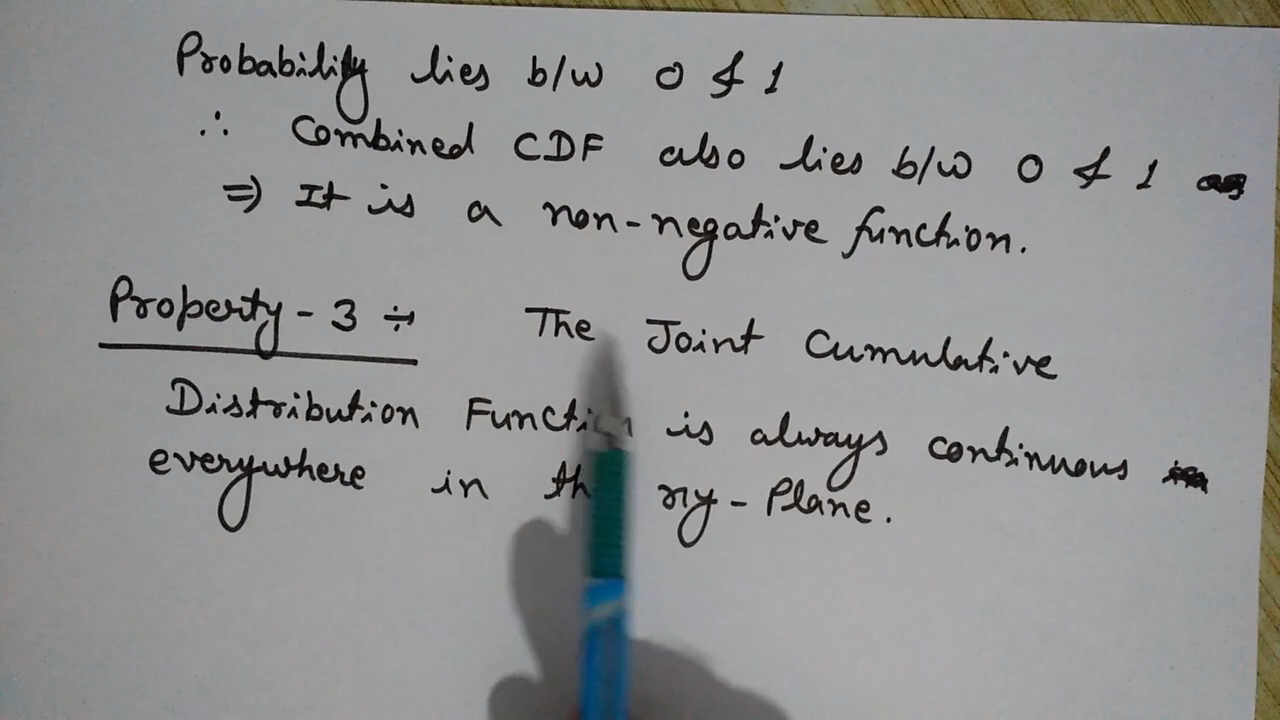 Probability lies b/w 0 & 1
∴ Combined CDF also lies b/w 0 & 1
⇒ It is a non-negative function.
Property-3 ÷ The Joint Cumulative
Distribution Function is always continuous
everywhere in th xy-Plane.